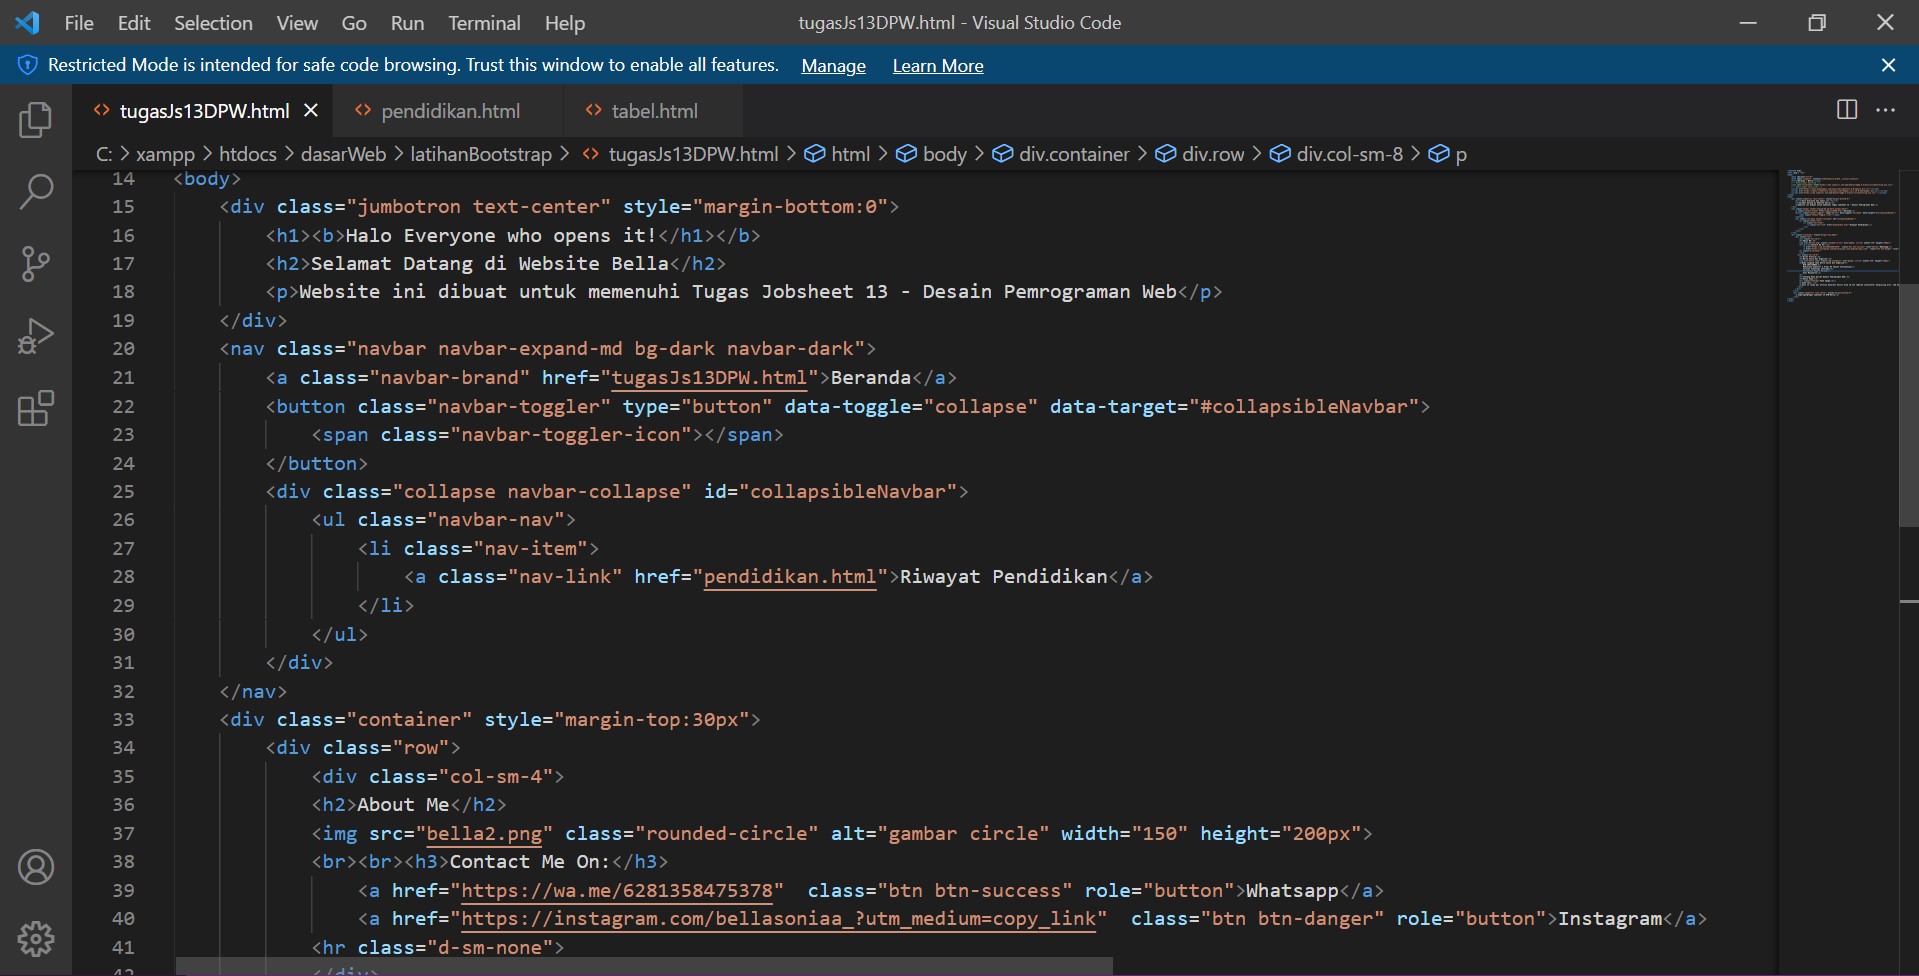 File Edit Selection View Go Run Terminal Help tugasJs13DPW.html - Visual Studio Code
Restricted Mode is intended for safe code browsing. Trust this window to enable all features. Manage Learn More
tugasJs13DPW.html pendidikan.html tabel.html
C: > xampp > htdocs > dasarWeb > latihanBootstrap > tugasJs13DPW.html > html > body > div.container > div.row > div.col-sm-8 > p
14 <body>
15 <div class="jumbotron text-center" style="margin-bottom:0">
16 <h1><b>Halo Everyone who opens it!</h1></b>
17 <h2>Selamat Datang di Website Bella</h2>
18 <p>Website ini dibuat untuk memenuhi Tugas Jobsheet 13 - Desain Pemrograman Web</p>
19 </div>
20 <nav class="navbar navbar-expand-md bg-dark navbar-dark">
21 <a class="navbar-brand" href="tugasJs13DPW.html">Beranda</a>
22 <button class="navbar-toggler" type="button" data-toggle="collapse" data-target="#collapsibleNavbar">
23 <span class="navbar-toggler-icon"></span>
24 </button>
25 <div class="collapse navbar-collapse" id="collapsibleNavbar">
26 <ul class="navbar-nav">
27 <li class="nav-item">
28 <a class="nav-link" href="pendidikan.html">Riwayat Pendidikan</a>
29 </li>
30 </ul>
31 </div>
32 </nav>
33 <div class="container" style="margin-top:30px">
34 <div class="row">
35 <div class="col-sm-4">
36 <h2>About Me</h2>
37 <img src="bella2.png" class="rounded-circle" alt="gambar circle" width="150" height="200px">
38 <br><br><h3>Contact Me On:</h3>
39 <a href="https://wa.me/6281358475378"  class="btn btn-success" role="button">Whatsapp</a>
40 <a href="https://instagram.com/bellasoniaa_?utm_medium=copy_link"  class="btn btn-danger" role="button">Instagram</a>
41 <hr class="d-sm-none">
42 </div>